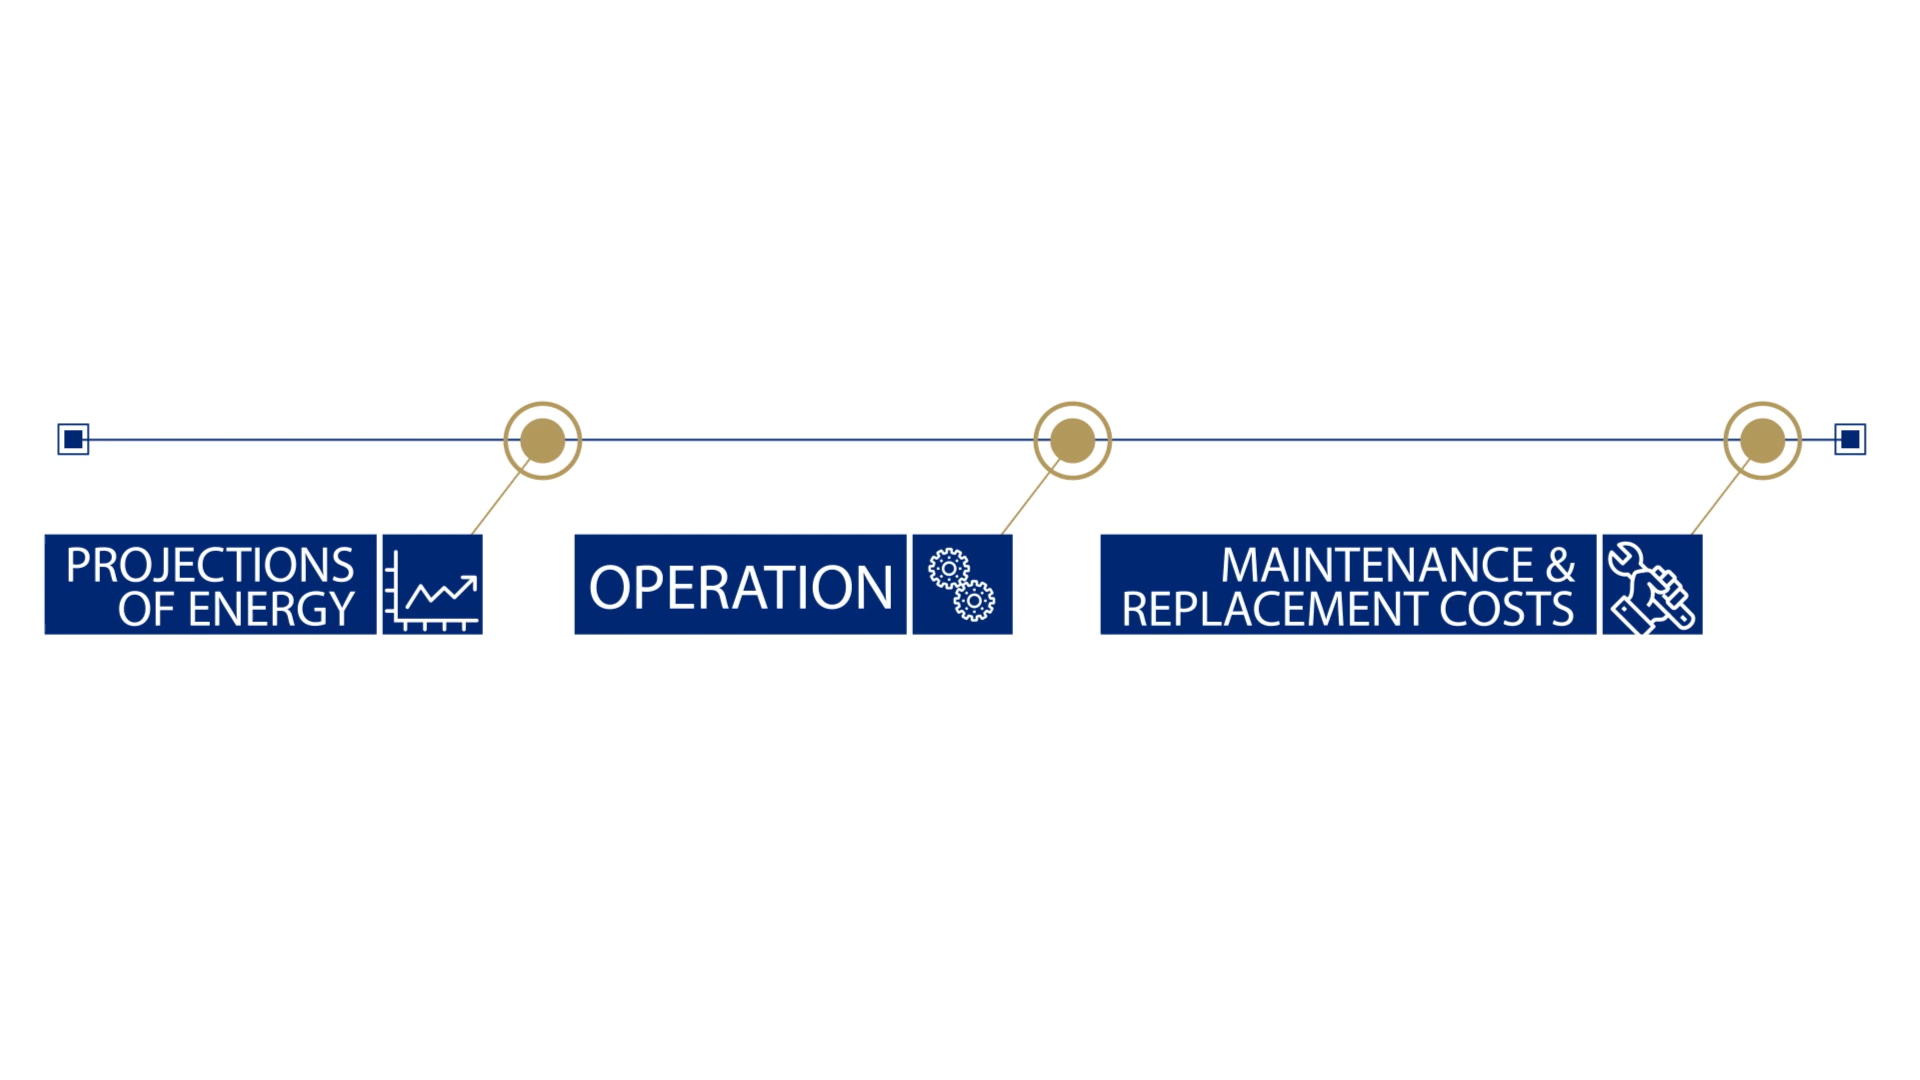 PROJECTIONS
OF ENERGY
OPERATION
MAINTENANCE &
REPLACEMENT COSTS